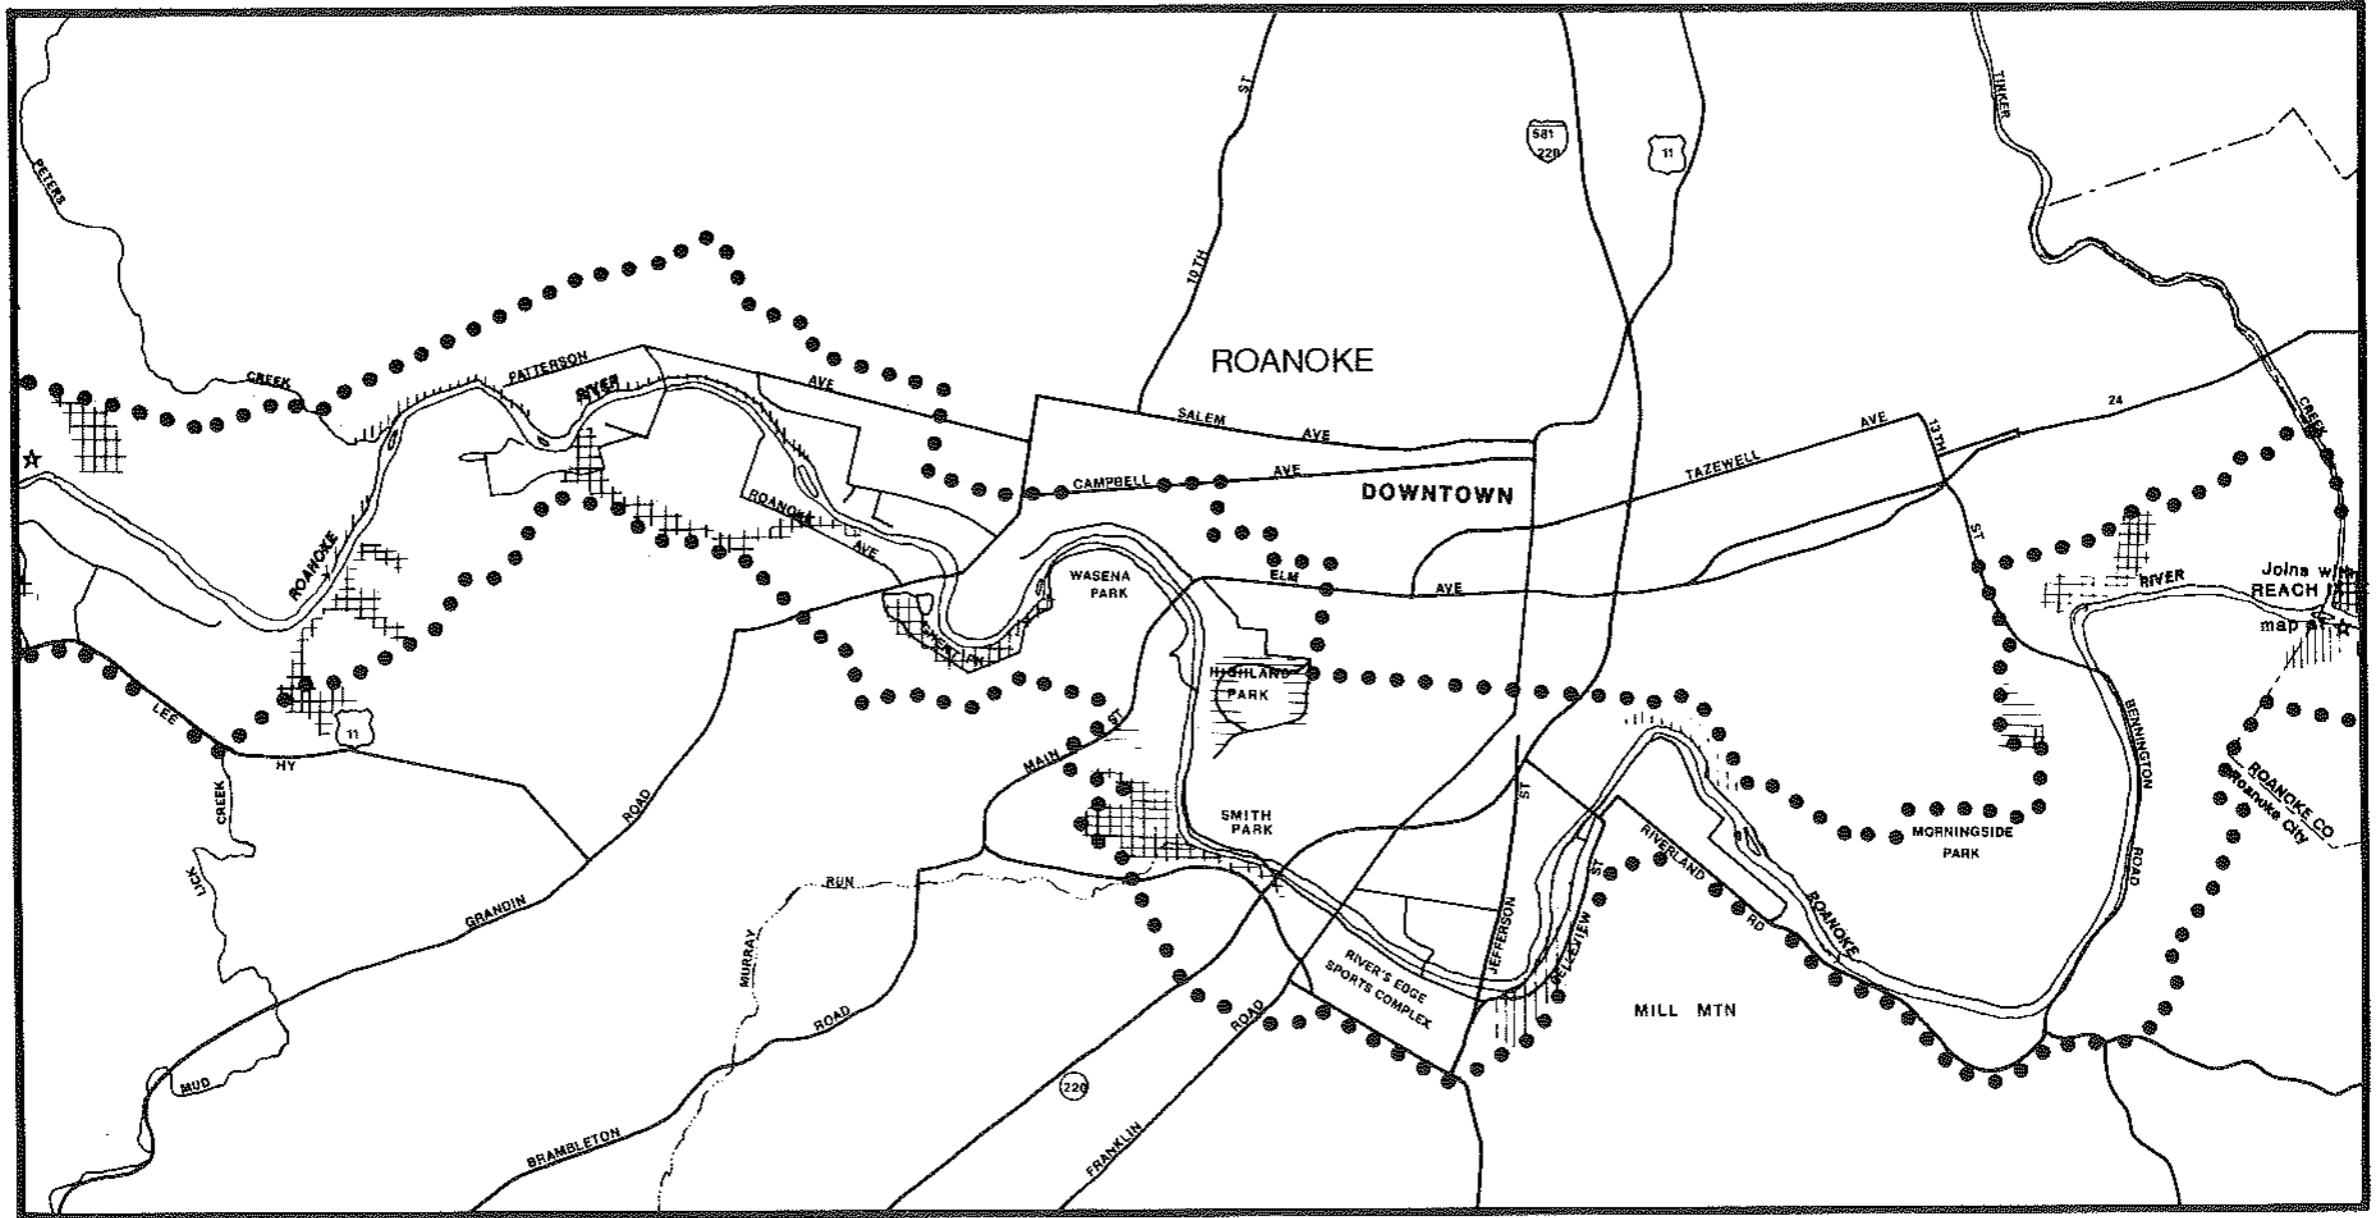 ST
TINKER
581
220
11
PETERS
10 TH
ROANOKE
PATTERSON
RIVER
AVE
CREEK
SALEM
AVE
24
CREEK
AVE
13 TH
CAMPBELL
AVE
TAZEWELL
DOWNTOWN
ROANOKE
AVE
ST
ROANOKE
WASENA
PARK
ELM
AVE
RIVER
Joins with
REACH
map at
HIGHLAND
PARK
LEE
11
HY
ST
MAIN
BENNINGTON
ROAD
CREEK
ROAD
ST
SMITH
PARK
ROANOKE CO
Roanoke City
MORNINGSIDE
PARK
RIVERLAND
RD
LICK
RUN
ST
GRANDIN
JEFFERSON
BELLEVIEW
ROANOKE
MURRAY
RIVER'S EDGE
SPORTS COMPLEX
ROAD
ROAD
MILL MTN
MUD
220
BRAMBLETON
FRANKLIN